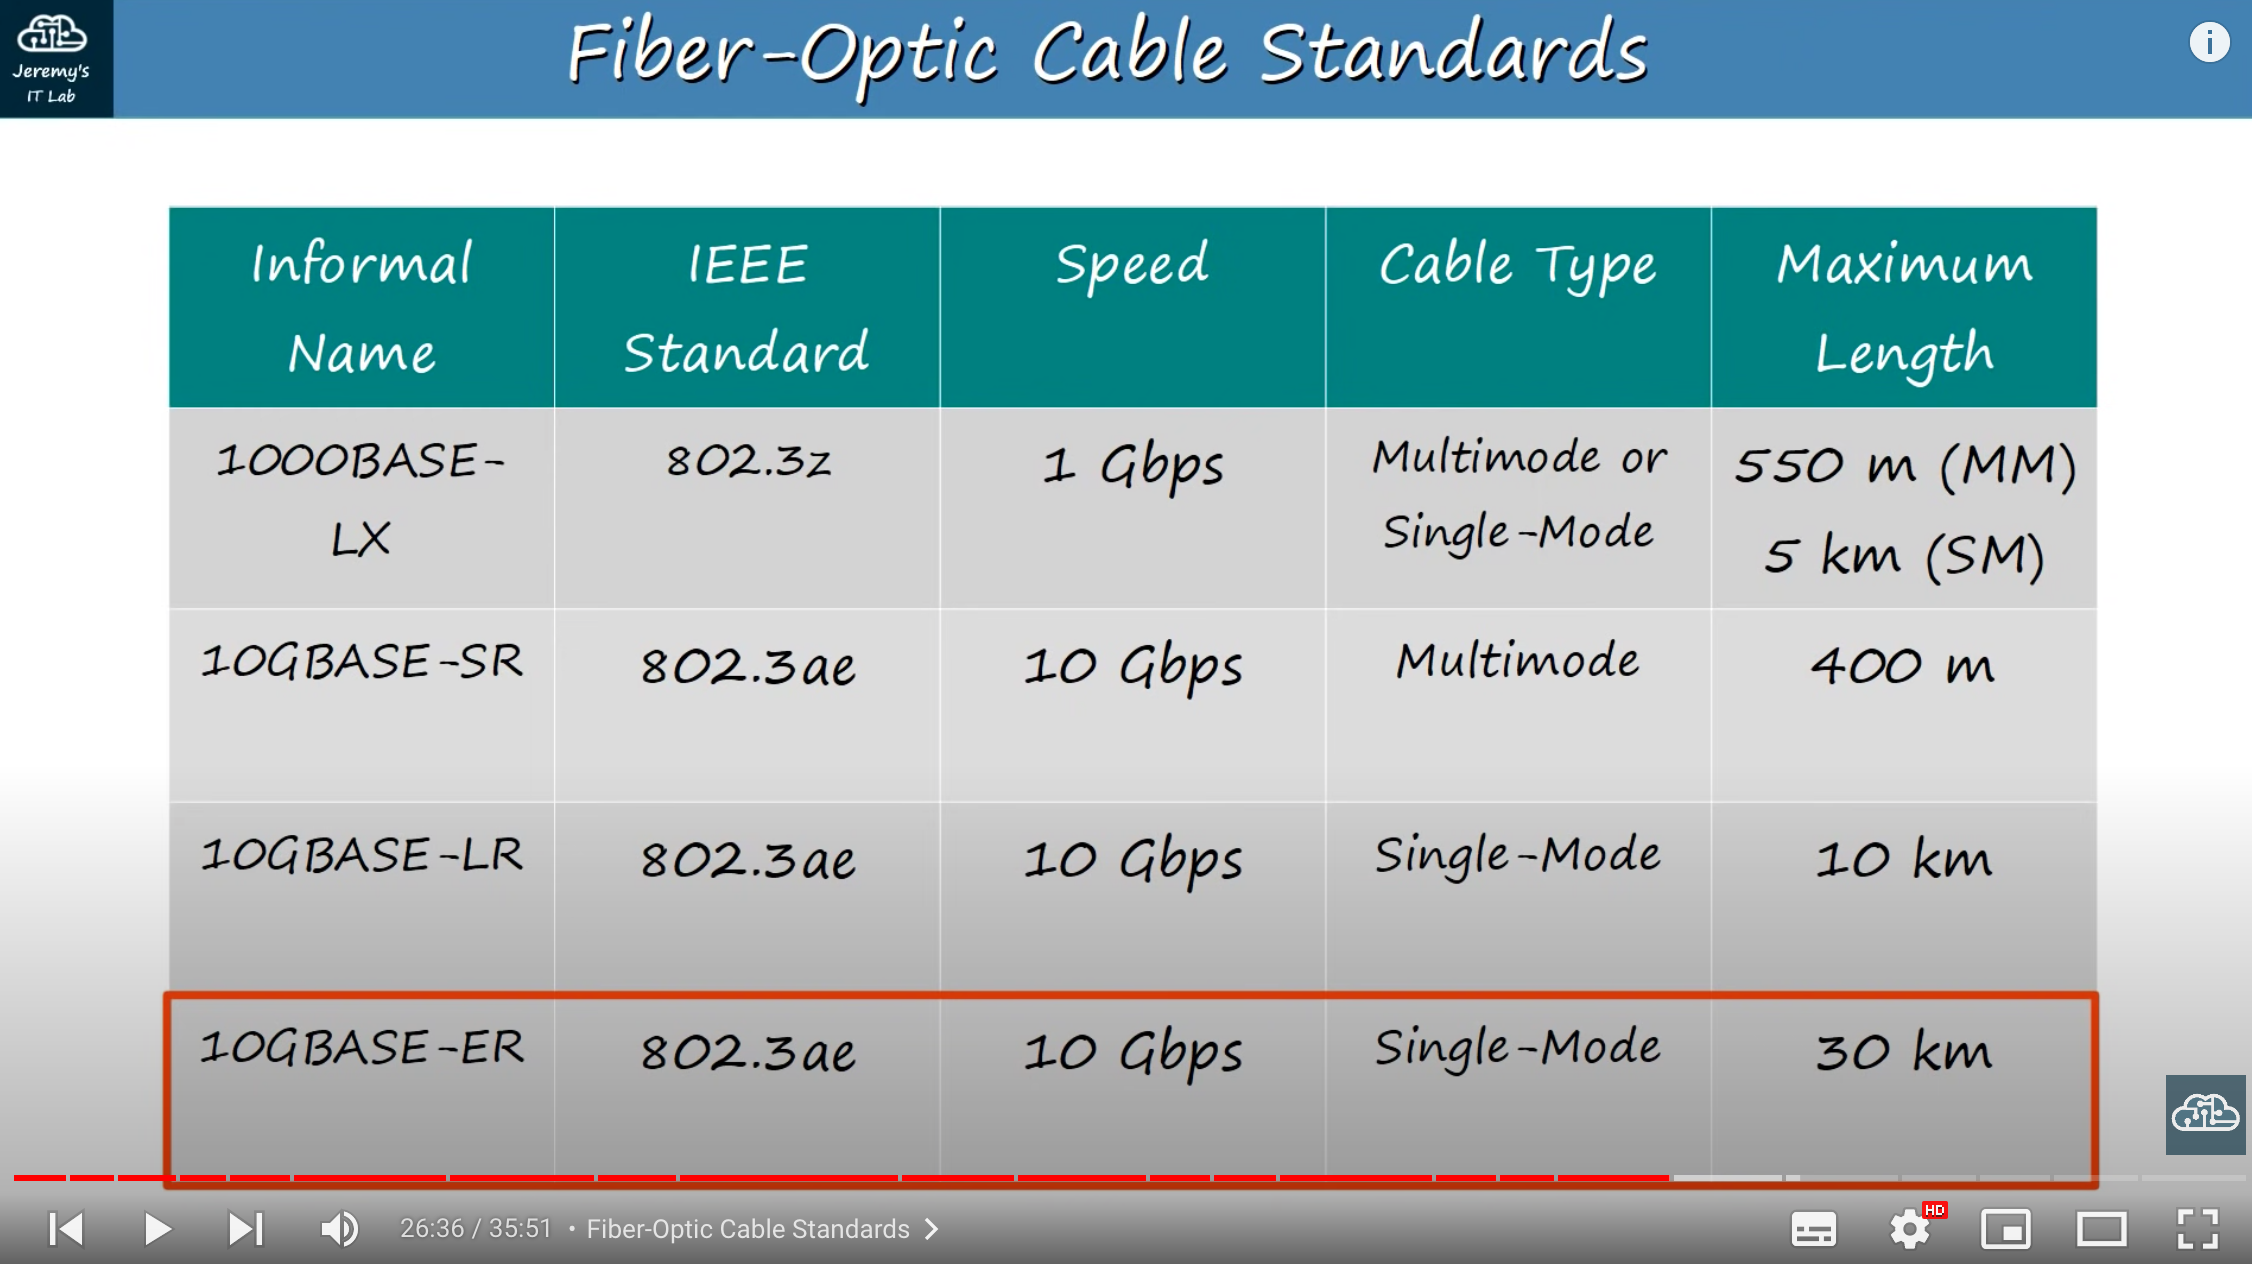 Jeremy's
IT Lab
Fiber-Optic Cable Standards
Informal Name
IEEE Standard
Speed
Cable Type
Maximum Length
1000BASE-
LX
802.3z
1 Gbps
Multimode or
Single-Mode
550 m (MM)
5 km (SM)
10GBASE-SR
802.3ae
10 Gbps
Multimode
400 m
10GBASE-LR
802.3ae
10 Gbps
Single-Mode
10 km
10GBASE-ER
802.3ae
10 Gbps
Single-Mode
30 km
26:36 / 35:51 • Fiber-Optic Cable Standards
HD